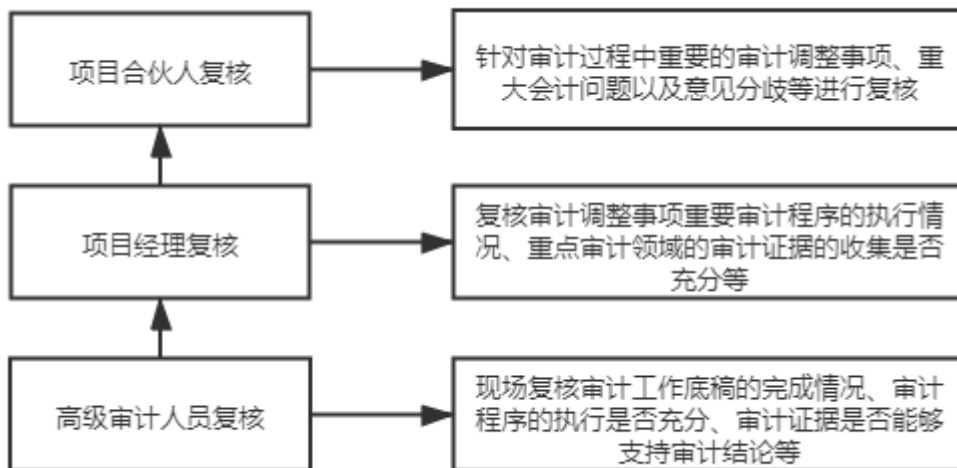 项目合伙人复核
针对审计过程中重要的审计调整事项、重
大会计问题以及意见分歧等进行复核
项目经理复核
复核审计调整事项重要审计程序的执行情
况、重点审计领域的审计证据的收集是否
充分等
高级审计人员复核
现场复核审计工作底稿的完成情况、审计
程序的执行是否充分、审计证据是否能够
支持审计结论等